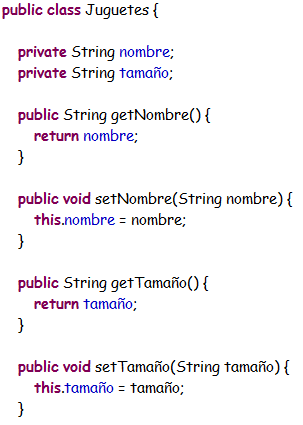 public class Juguetes {
private String nombre;
private String tamaño;
public String getNombre() {
return nombre;
}
public void setNombre(String nombre) {
this.nombre = nombre;
}
public String getTamaño() {
return tamaño;
}
public void setTamaño(String tamaño) {
this.tamaño = tamaño;
}